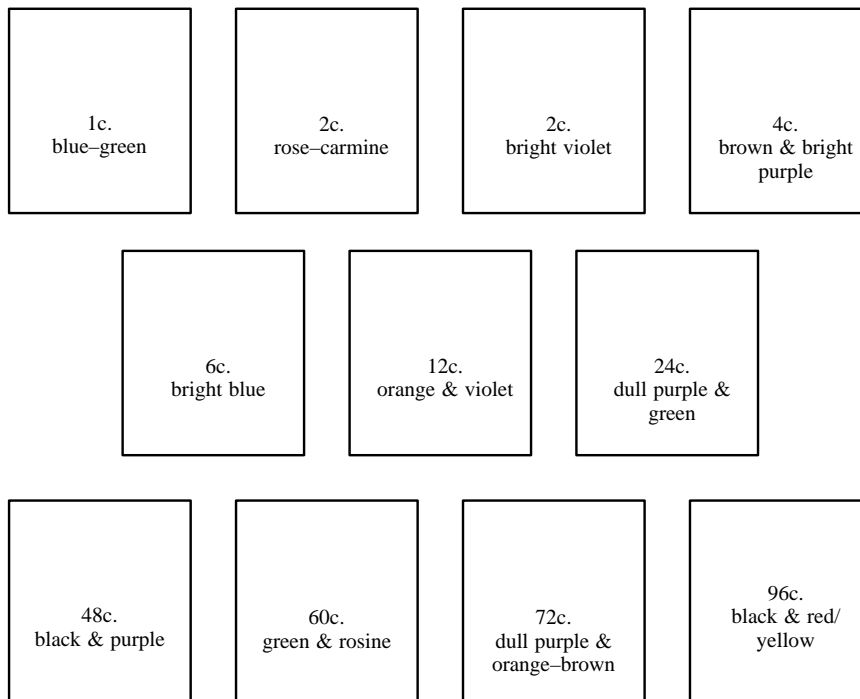 1c.
blue–green
2c.
rose–carmine
2c.
bright violet
4c.
brown & bright
purple
6c.
bright blue
12c.
orange & violet
24c.
dull purple &
green
48c.
black & purple
60c.
green & rosine
72c.
dull purple &
orange–brown
96c.
black & red/
yellow